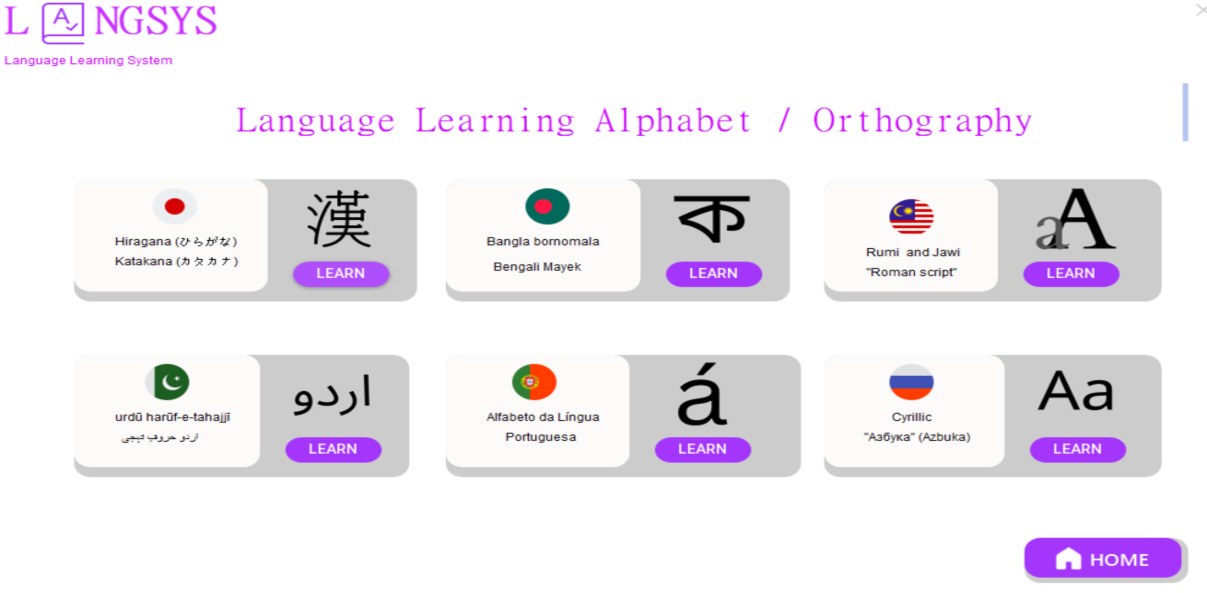 L NGSYS
Language Learning System
Language Learning Alphabet / Orthography
Hiragana (ひらがな)
Katakana (カタカナ)
漢
LEARN
Bangla bornomala
Bengali Mayek
ক
LEARN
Rumi and Jawi
"Roman script"
aA
LEARN
urdū harūf-e-tahajjī
اردو حروفِ تہجی
اردو
LEARN
Alfabeto da Língua
Portuguesa
á
LEARN
Cyrillic
"Азбука" (Azbuka)
Aa
LEARN
HOME